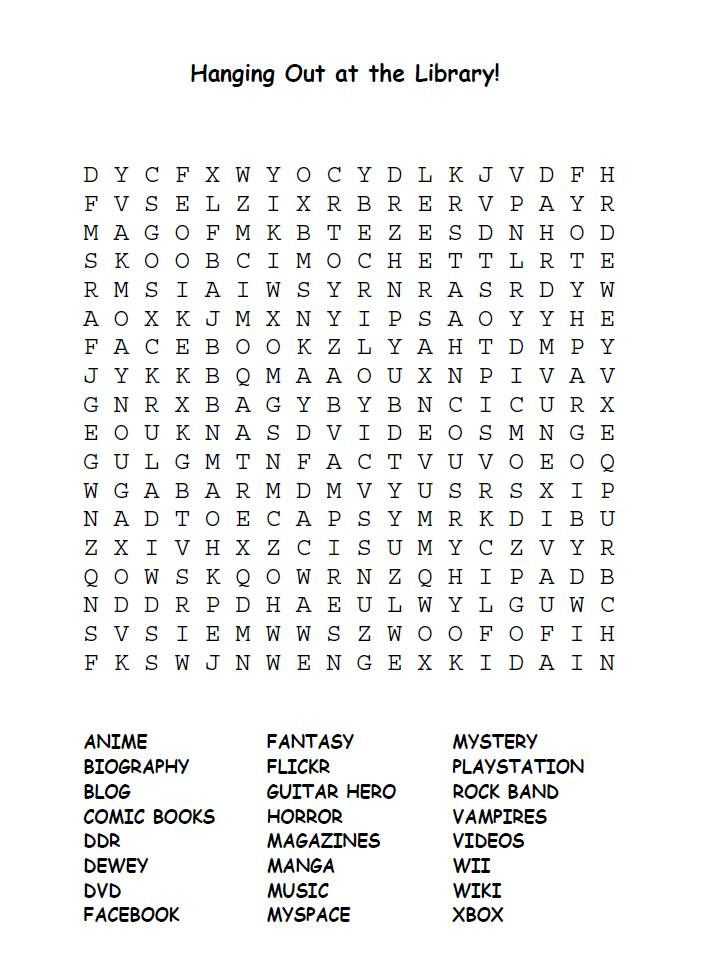 Hanging Out at the Library!
D Y C F X W Y O C Y D L K J V D F H
F V S E L Z I X R B R E R V P A Y R
M A G O F M K B T E Z E S D N H O D
S K O O B C I M O C H E T T L R T E
R M S I A I W S Y R N R A S R D Y W
A O X K J M X N Y I P S A O Y Y H E
F A C E B O O K Z L Y A H T D M P Y
J Y K K B Q M A A O U X N P I V A V
G N R X B A G Y B Y B N C I C U R X
E O U K N A S D V I D E O S M N G E
G U L G M T N F A C T V U V O E O Q
W G A B A R M D M V Y U S R S X I P
N A D T O E C A P S Y M R K D I B U
Z X I V H X Z C I S U M Y C Z V Y R
Q O W S K Q O W R N Z Q H I P A D B
N D D R P D H A E U L W Y L G U W C
S V S I E M W W S Z W O O F O F I H
F K S W J N W E N G E X K I D A I N
ANIME FANTASY MYSTERY
BIOGRAPHY FLICKR PLAYSTATION
BLOG GUITAR HERO ROCK BAND
COMIC BOOKS HORROR VAMPIRES
DDR MAGAZINES VIDEOS
DEWEY MANGA WII
DVD MUSIC WIKI
FACEBOOK MYSPACE XBOX